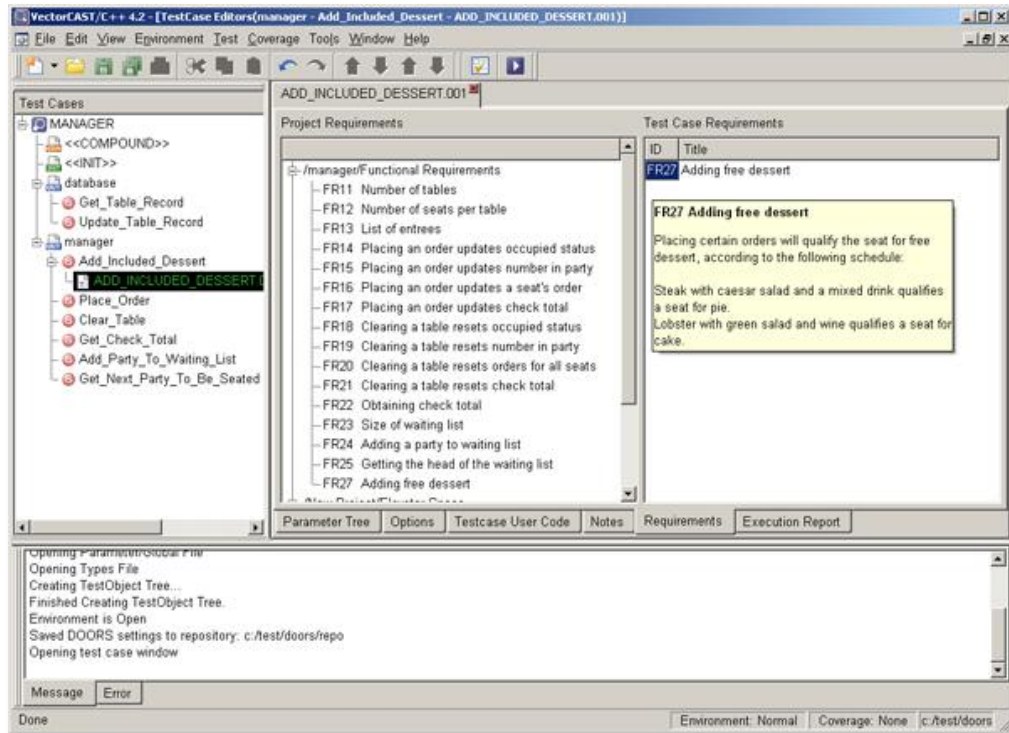 VectorCAST/C++ 4.2 - [TestCase Editors(manager - Add_Included_Dessert - ADD_INCLUDED_DESSERT.001)]
File Edit View Environment Test Coverage Tools Window Help
Test Cases
MANAGER
<<COMPOUND>>
<<INIT>>
database
Get_Table_Record
Update_Table_Record
manager
Add_Included_Dessert
ADD_INCLUDED_DESSERT.0
Place_Order
Clear_Table
Get_Check_Total
Add_Party_To_Waiting_List
Get_Next_Party_To_Be_Seated
ADD_INCLUDED_DESSERT.001
Project Requirements
/manager/Functional Requirements
FR11 Number of tables
FR12 Number of seats per table
FR13 List of entrees
FR14 Placing an order updates occupied status
FR15 Placing an order updates number in party
FR16 Placing an order updates a seat's order
FR17 Placing an order updates check total
FR18 Clearing a table resets occupied status
FR19 Clearing a table resets number in party
FR20 Clearing a table resets orders for all seats
FR21 Clearing a table resets check total
FR22 Obtaining check total
FR23 Size of waiting list
FR24 Adding a party to waiting list
FR25 Getting the head of the waiting list
FR27 Adding free dessert
Test Case Requirements
ID Title
FR27 Adding free dessert
FR27 Adding free dessert
Placing certain orders will qualify the seat for free
dessert, according to the following schedule:
Steak with caesar salad and a mixed drink qualifies
a seat for pie.
Lobster with green salad and wine qualifies a seat for
cake.
Parameter Tree Options Testcase User Code Notes Requirements Execution Report
Opening Parameter/Global File
Opening Types File
Creating TestObject Tree...
Finished Creating TestObject Tree.
Environment is Open
Saved DOORS settings to repository: c:/test/doors/repo
Opening test case window
Message Error
Done Environment: Normal Coverage: None c:/test/doors